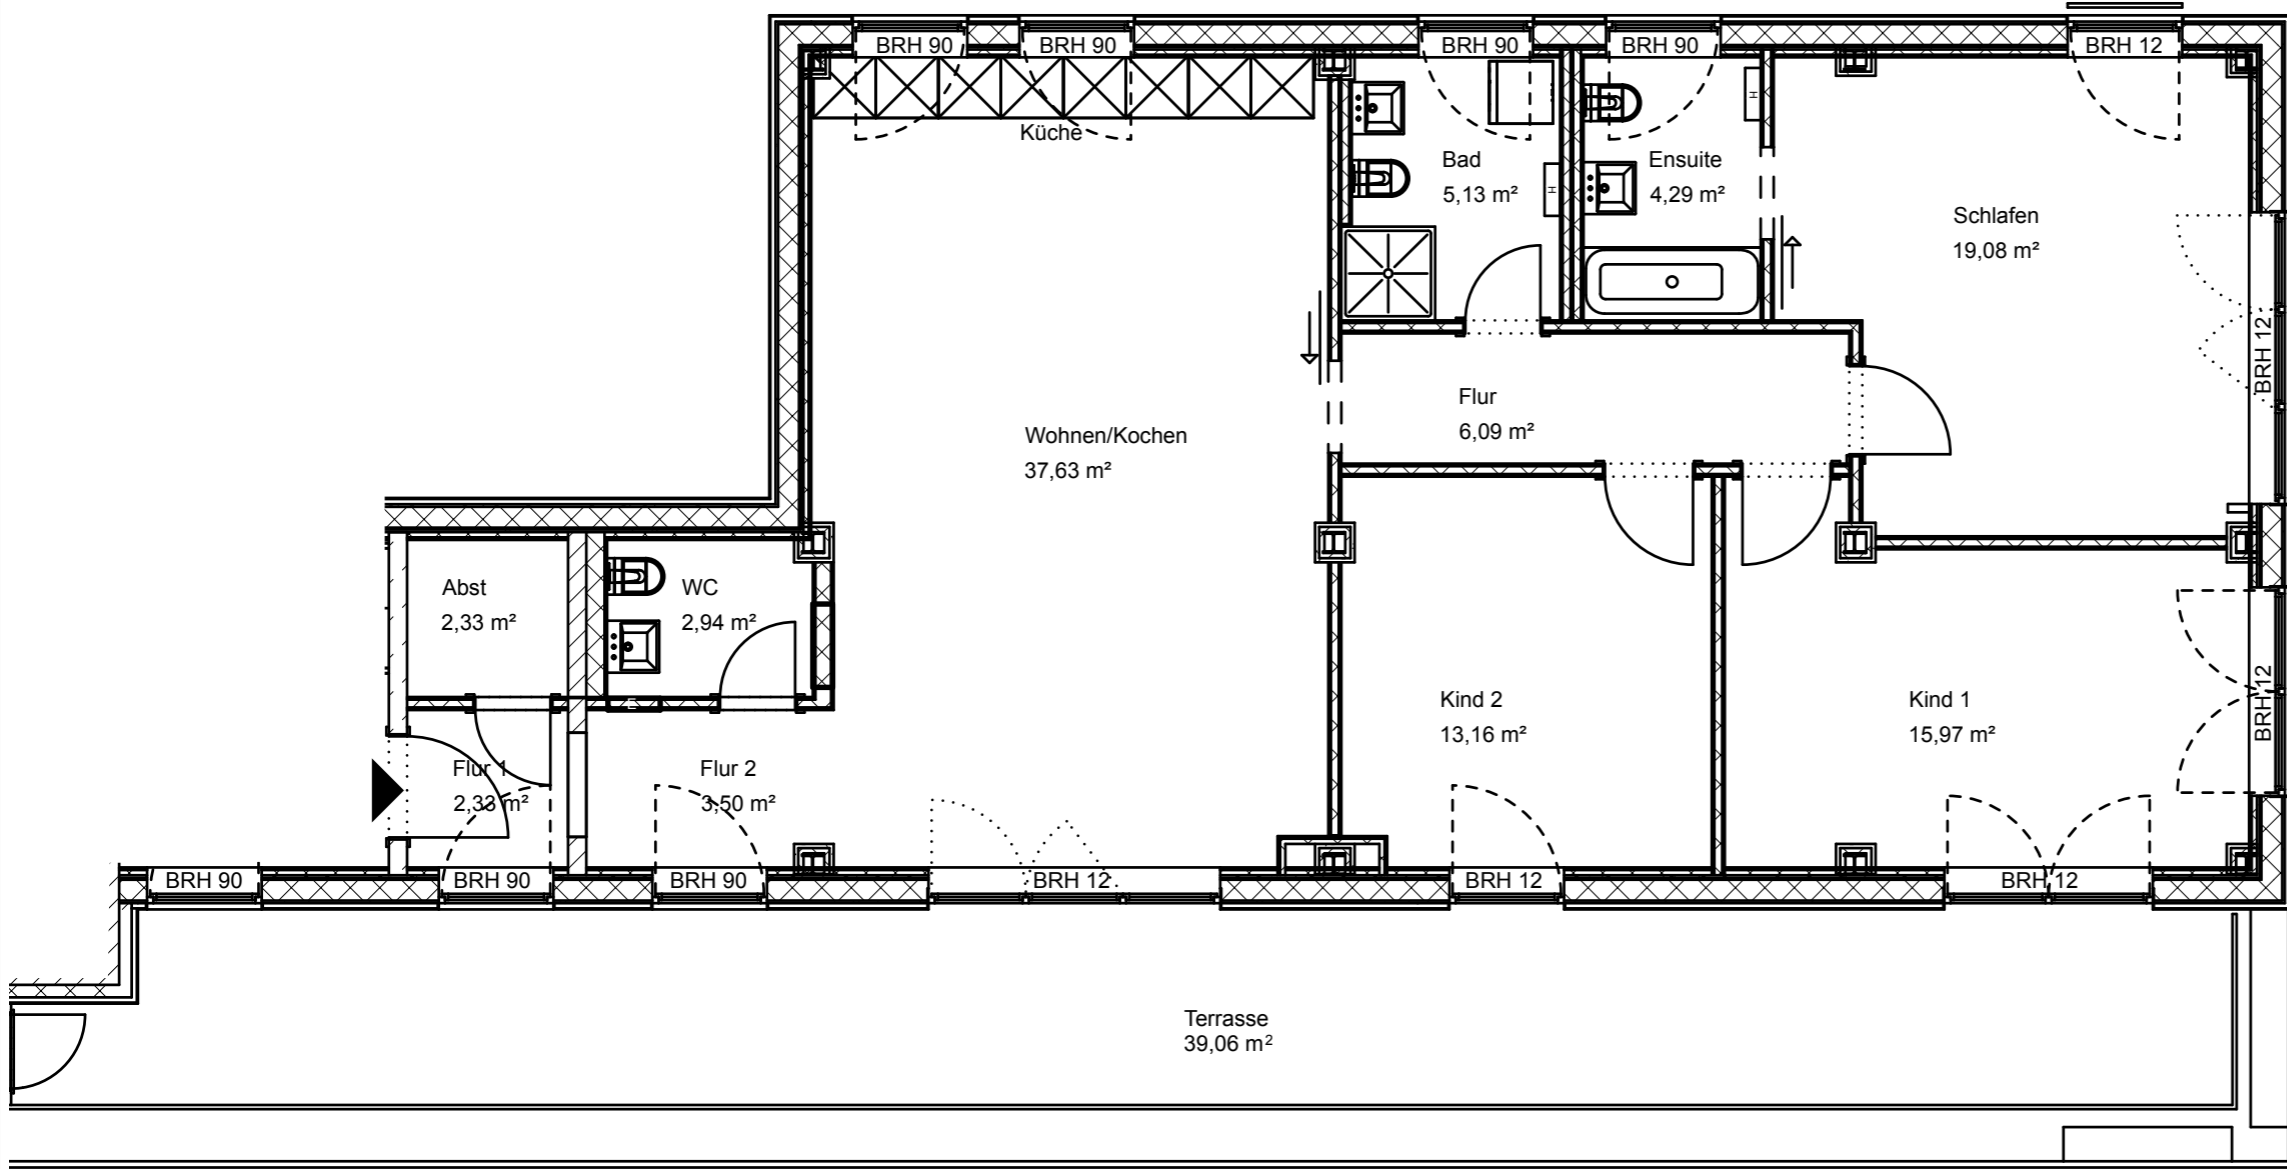 BRH 90
BRH 90
BRH 90
BRH 90
BRH 12
Küche
Bad
5,13 m²
H
Ensuite
4,29 m²
H
Schlafen
19,08 m²
BRH 12
Flur
6,09 m²
Wohnen/Kochen
37,63 m²
Abst
2,33 m²
WC
2,94 m²
Kind 2
13,16 m²
Kind 1
15,97 m²
BRH 12
Flur 1
2,33 m²
Flur 2
3,50 m²
BRH 90
BRH 90
BRH 90
BRH 12
BRH 12
BRH 12
Terrasse
39,06 m²